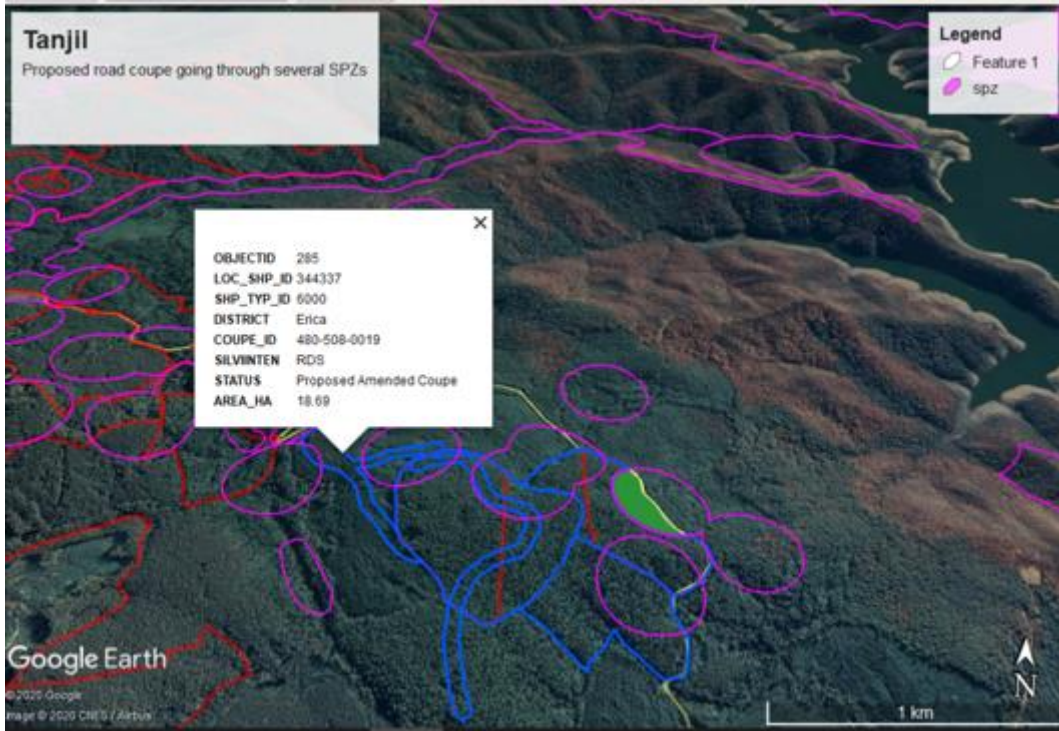 Tanjil
Proposed road coupe going through several SPZs
Legend
Feature 1
spz
OBJECTID 285
LOC_SHP_ID 344337
SHP_TYP_ID 6000
DISTRICT Erica
COUPE_ID 480-508-0019
SILVIINTEN RDS
STATUS Proposed Amended Coupe
AREA_HA 18.69
Google Earth
© 2020 Google
Image © 2020 CNES / Airbus
N
1 km